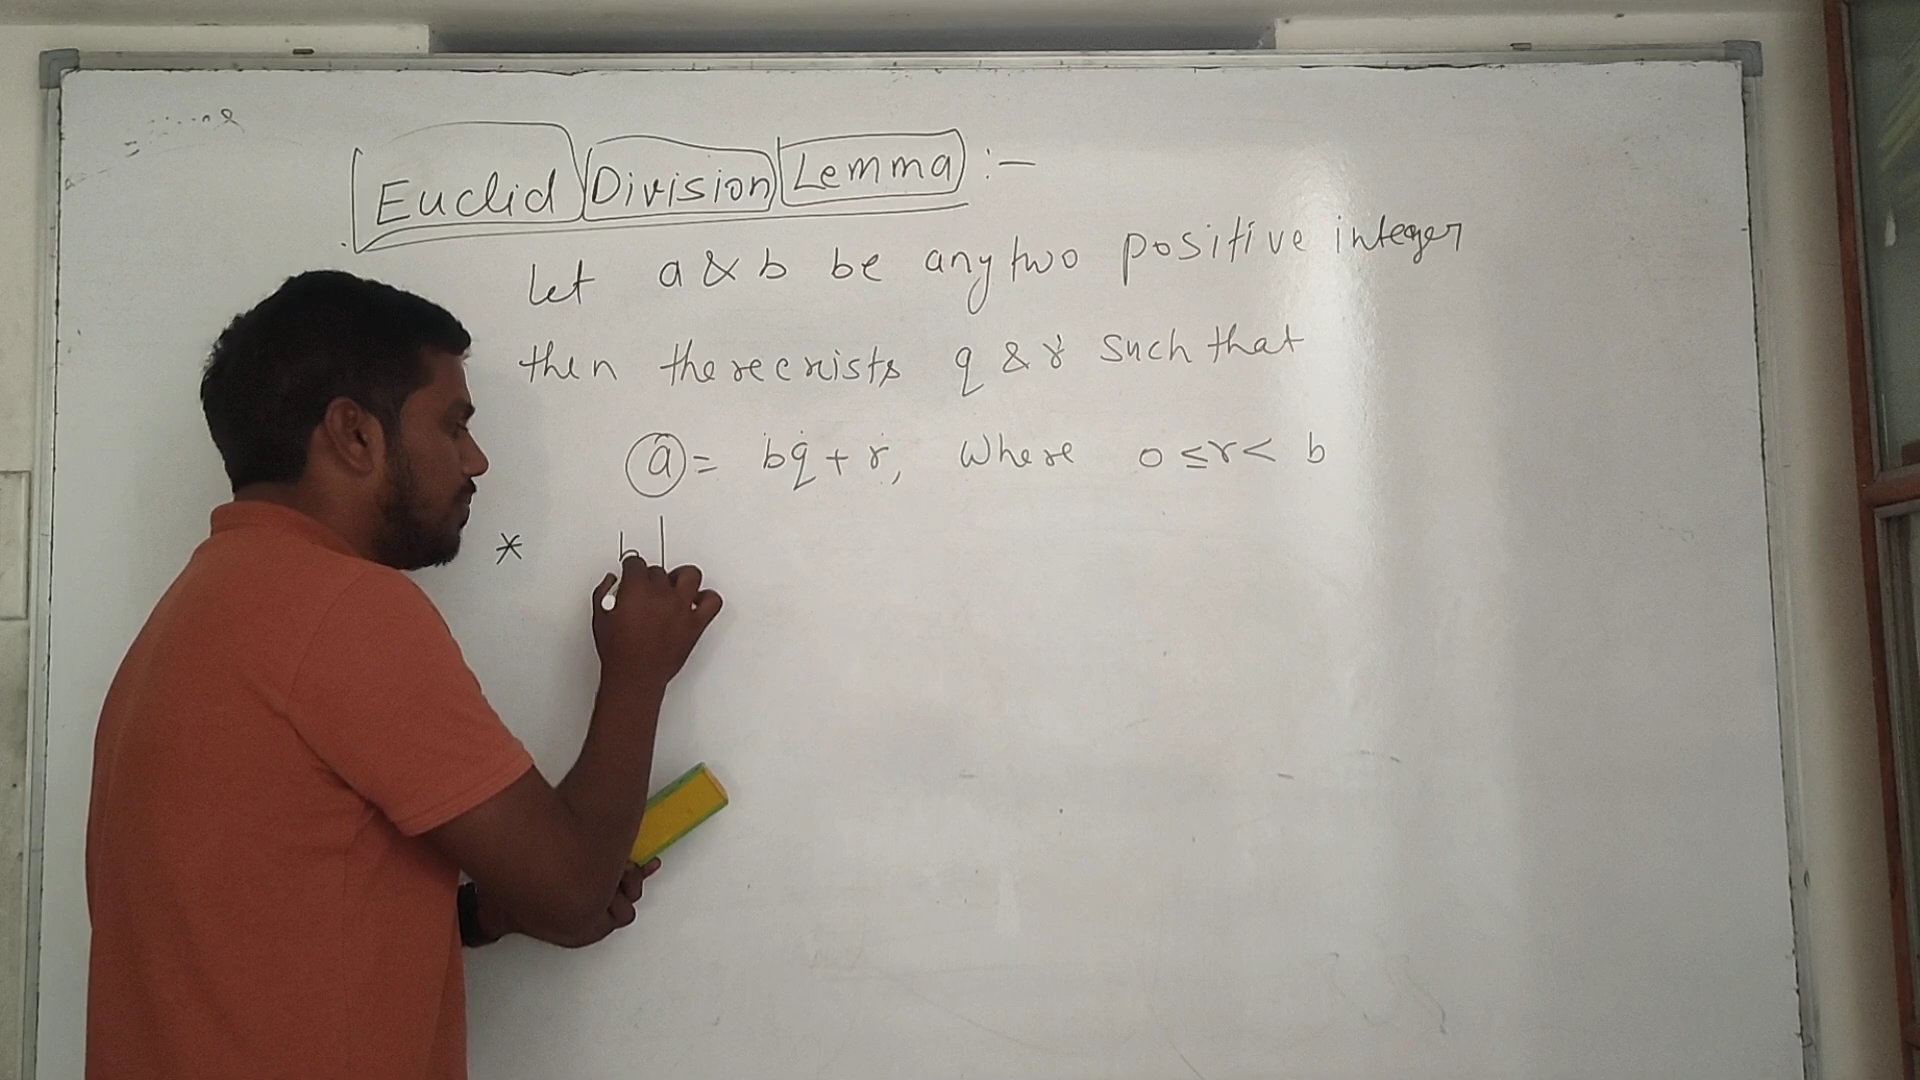 Euclid Division Lemma :-
Let a & b be any two positive integer
then there exists q & r such that
a = bq + r, Where 0 ≤ r < b
* b